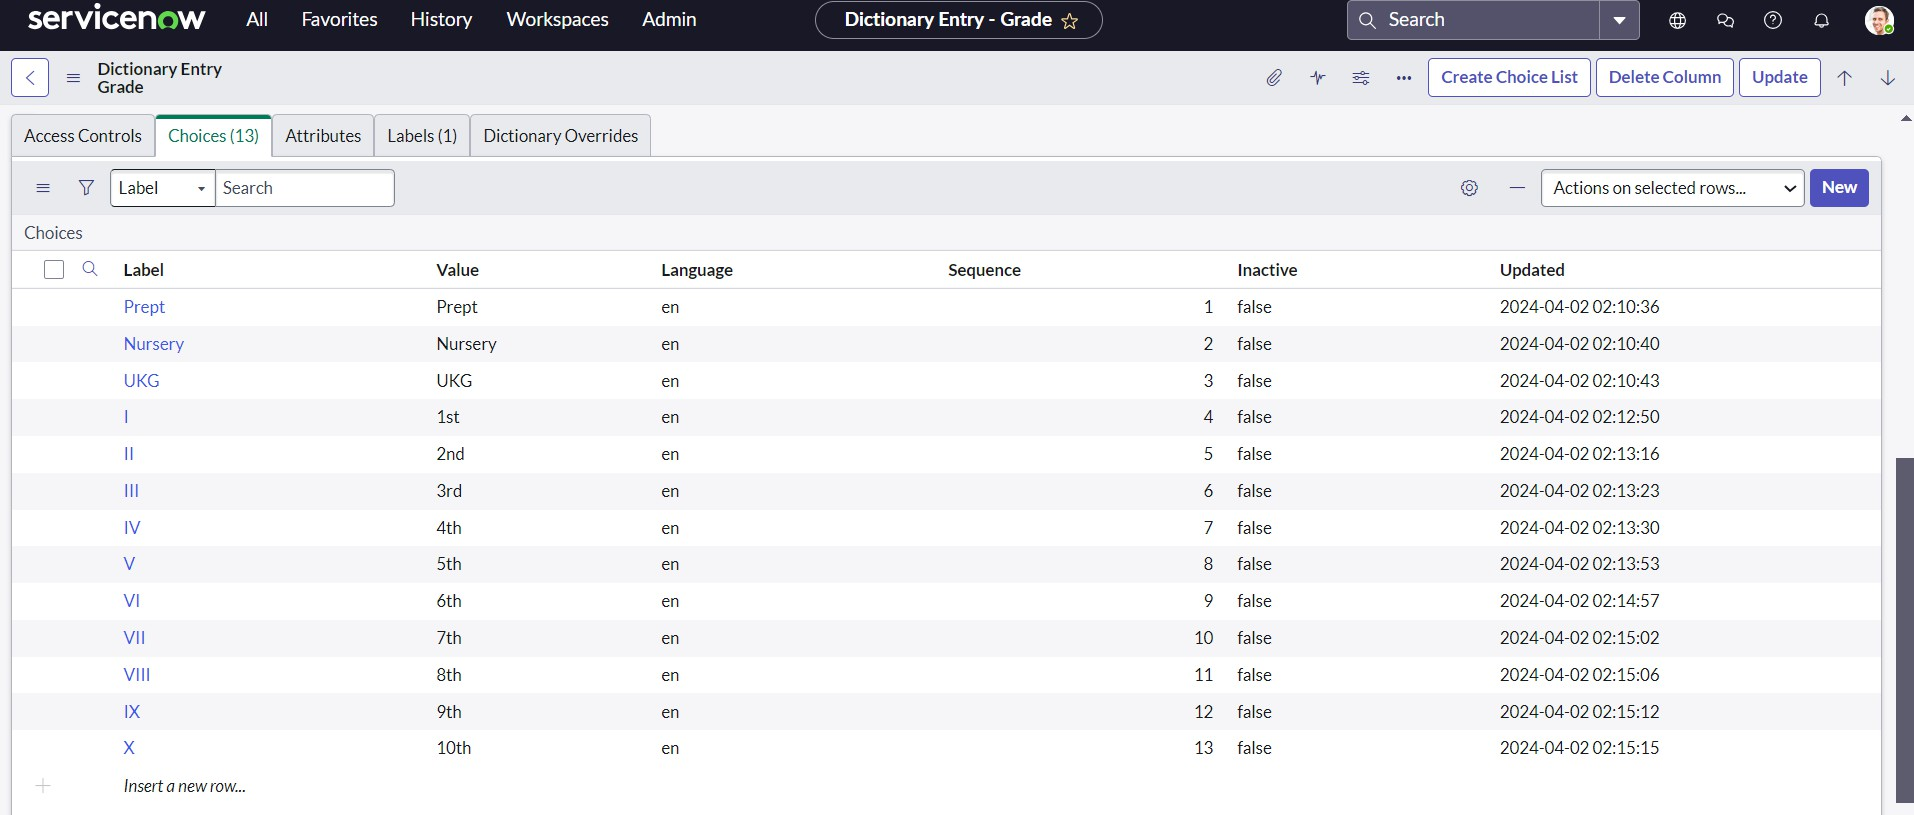 servicenow All Favorites History Workspaces Admin Dictionary Entry - Grade Search
Dictionary Entry
Grade
Create Choice List Delete Column Update
Access Controls Choices (13) Attributes Labels (1) Dictionary Overrides
Label Search Actions on selected rows... New
Choices
Label Value Language Sequence Inactive Updated
Prept Prept en 1 false 2024-04-02 02:10:36
Nursery Nursery en 2 false 2024-04-02 02:10:40
UKG UKG en 3 false 2024-04-02 02:10:43
I 1st en 4 false 2024-04-02 02:12:50
II 2nd en 5 false 2024-04-02 02:13:16
III 3rd en 6 false 2024-04-02 02:13:23
IV 4th en 7 false 2024-04-02 02:13:30
V 5th en 8 false 2024-04-02 02:13:53
VI 6th en 9 false 2024-04-02 02:14:57
VII 7th en 10 false 2024-04-02 02:15:02
VIII 8th en 11 false 2024-04-02 02:15:06
IX 9th en 12 false 2024-04-02 02:15:12
X 10th en 13 false 2024-04-02 02:15:15
Insert a new row...